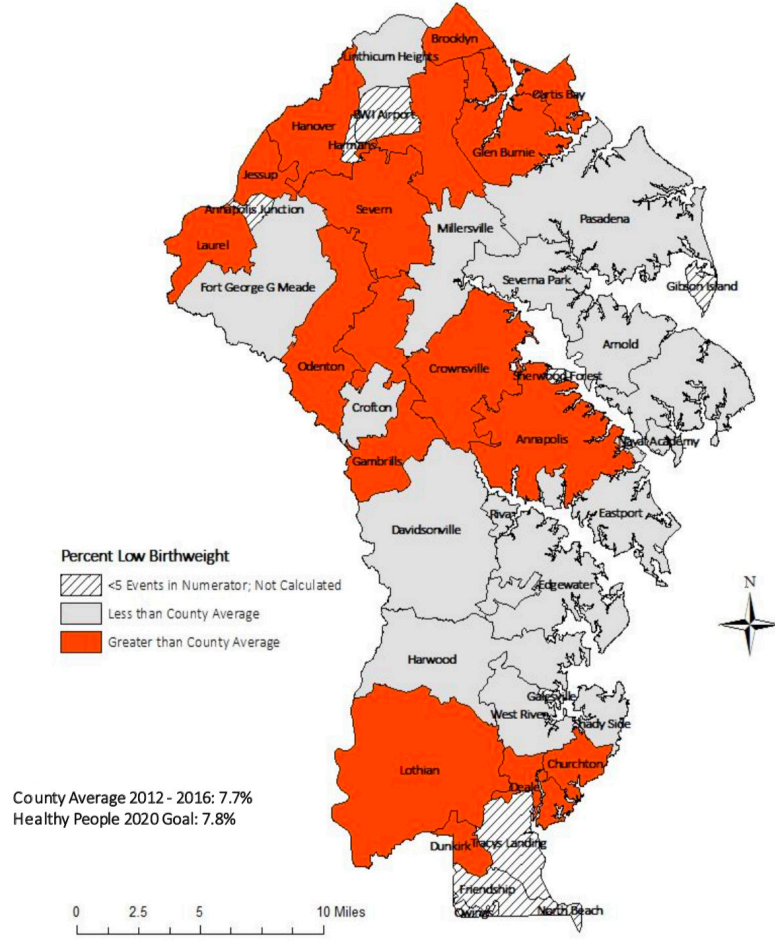 Brooklyn
Linthicum Heights
Curtis Bay
BWI Airport
Hanover
Harmans
Glen Burnie
Jessup
Annapolis Junction
Severn
Pasadena
Millersville
Laurel
Severna Park
Fort George G Meade
Gibson Island
Arnold
Odenton
Crownsville
Sherwood Forest
Crofton
Annapolis
Naval Academy
Gambrills
Eastport
Riva
Davidsonville
Percent Low Birthweight
<5 Events in Numerator; Not Calculated
Less than County Average
Greater than County Average
N
Edgewater
Harwood
Galesville
West River
Shady Side
Lothian
Churchton
Deale
County Average 2012 - 2016: 7.7%
Healthy People 2020 Goal: 7.8%
Dunkirk
Tracys Landing
Friendship
Owings
North Beach
0 2.5 5 10 Miles